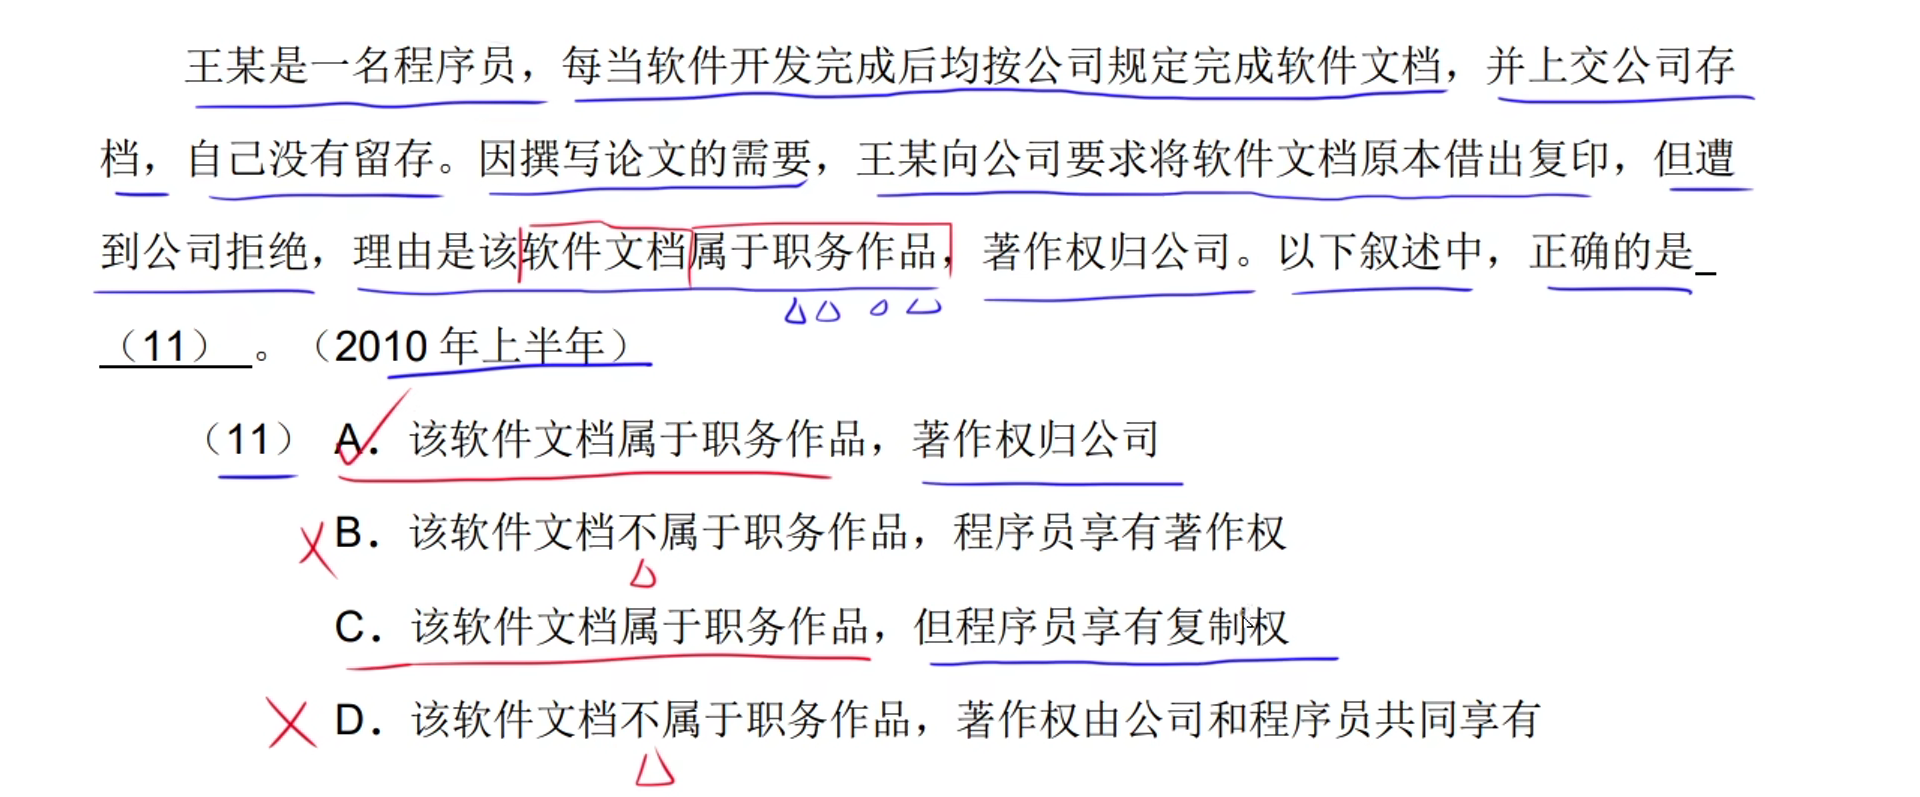 王某是一名程序员，每当软件开发完成后均按公司规定完成软件文档，并上交公司存
档，自己没有留存。因撰写论文的需要，王某向公司要求将软件文档原本借出复印，但遭
到公司拒绝，理由是该软件文档属于职务作品，著作权归公司。以下叙述中，正确的是
（11）。（2010 年上半年）
（11） A．该软件文档属于职务作品，著作权归公司
B．该软件文档不属于职务作品，程序员享有著作权
C．该软件文档属于职务作品，但程序员享有复制权
D．该软件文档不属于职务作品，著作权由公司和程序员共同享有